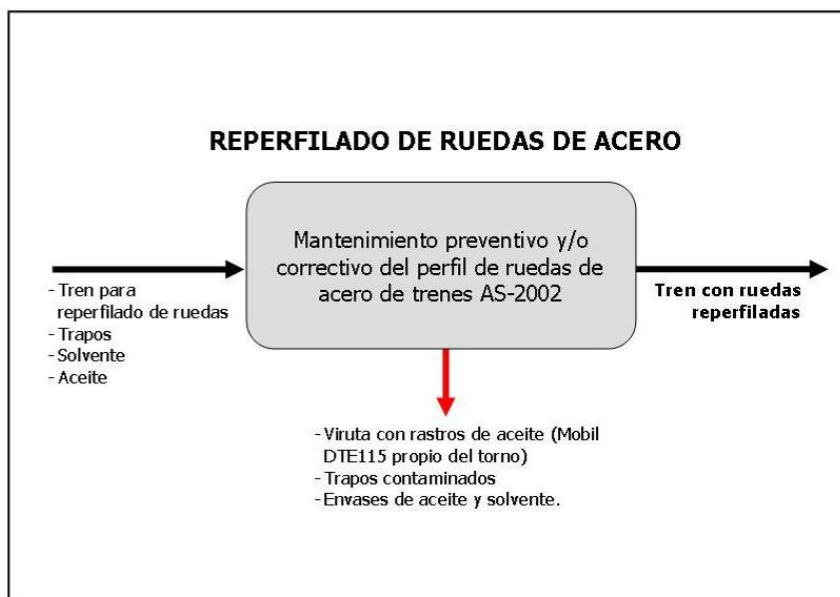 REPERFILADO DE RUEDAS DE ACERO
Mantenimiento preventivo y/o
correctivo del perfil de ruedas de
acero de trenes AS-2002
- Tren para
reperfilado de ruedas
- Trapos
- Solvente
- Aceite
Tren con ruedas
reperfiladas
- Viruta con rastros de aceite (Mobil
DTE115 propio del torno)
- Trapos contaminados
- Envases de aceite y solvente.